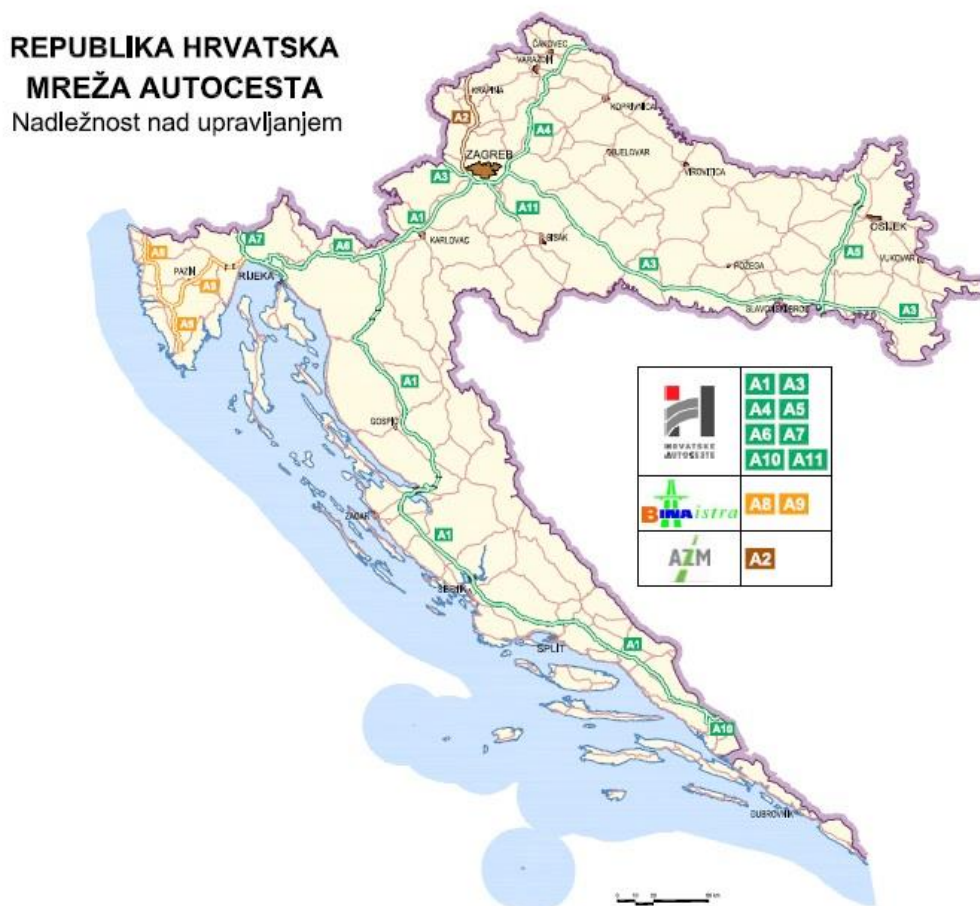 REPUBLIKA HRVATSKA
MREŽA AUTOCESTA
Nadležnost nad upravljanjem
ČAKOVEC
VARAŽDIN
KRAPINA
A2
A4
KOPRIVNICA
ZAGREB
BJELOVAR
VIROVITICA
A3
A11
A1
KARLOVAC
SISAK
OSIJEK
VUKOVAR
A5
A3
POŽEGA
SLAVONSKI BROD
A3
A7
A6
A8
PAZIN
RIJEKA
A9
A9
A1
GOSPIĆ
ZADAR
A1
ŠIBENIK
SPLIT
A1
A10
DUBROVNIK
HRVATSKE
AUTOCESTE
A1 A3
A4 A5
A6 A7
A10 A11
BINA istra
A8 A9
AZM
A2